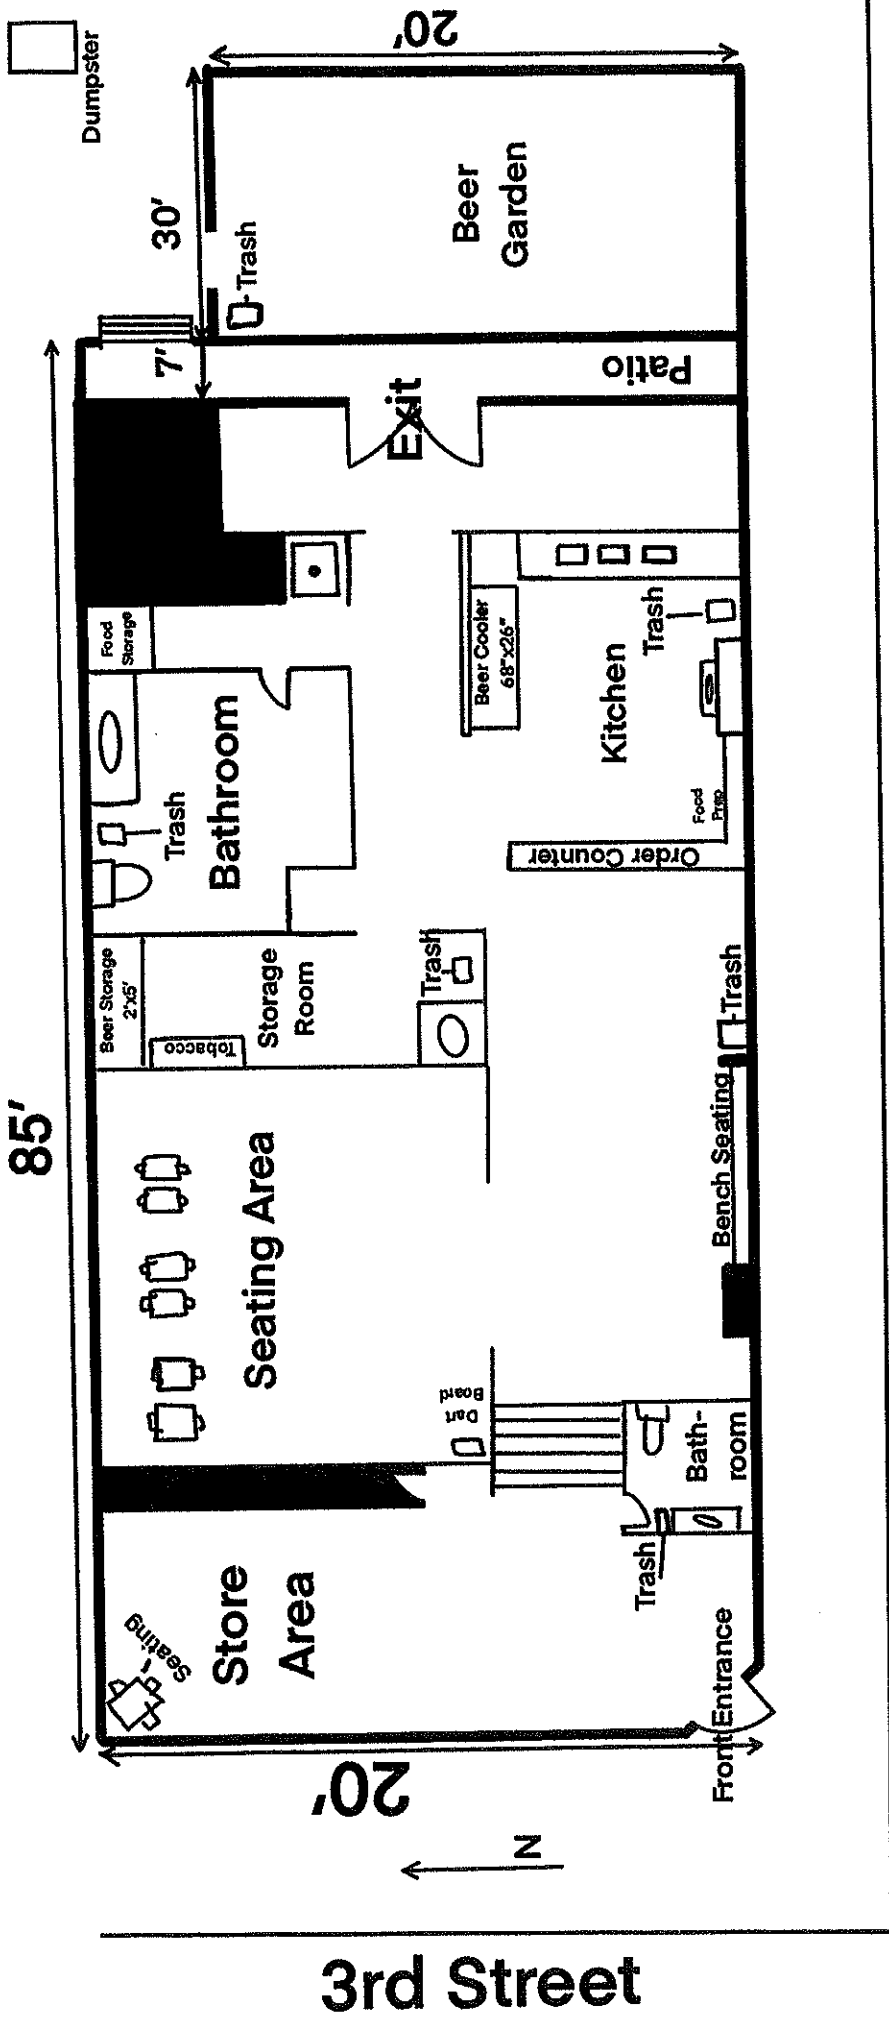 Dumpster
20'
30'
Trash
Beer
Garden
7'
Patio
Exit
85'
Food
Storage
Beer Cooler
68"x26"
Trash
Kitchen
Bathroom
Trash
Food
Prep
Order Counter
Beer Storage
2'x5'
Tobacco
Storage
Room
Trash
Trash
Bench Seating
Seating Area
Dart
Board
Bath-
room
Trash
Store
Area
Seating
Front Entrance
20'
N
3rd Street